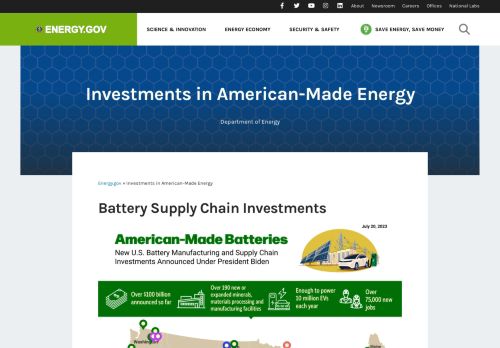 About Newsroom Careers Offices National Labs
ENERGY.GOV SCIENCE & INNOVATION ENERGY ECONOMY SECURITY & SAFETY SAVE ENERGY, SAVE MONEY
Investments in American-Made Energy
Department of Energy
Energy.gov » Investments in American-Made Energy
Battery Supply Chain Investments
July 20, 2023
American-Made Batteries
New U.S. Battery Manufacturing and Supply Chain
Investments Announced Under President Biden
Over $100 billion
announced so far
Over 190 new or
expanded minerals,
materials processing and
manufacturing facilities
Enough to power
10 million EVs
each year
Over
75,000 new
jobs
Washington